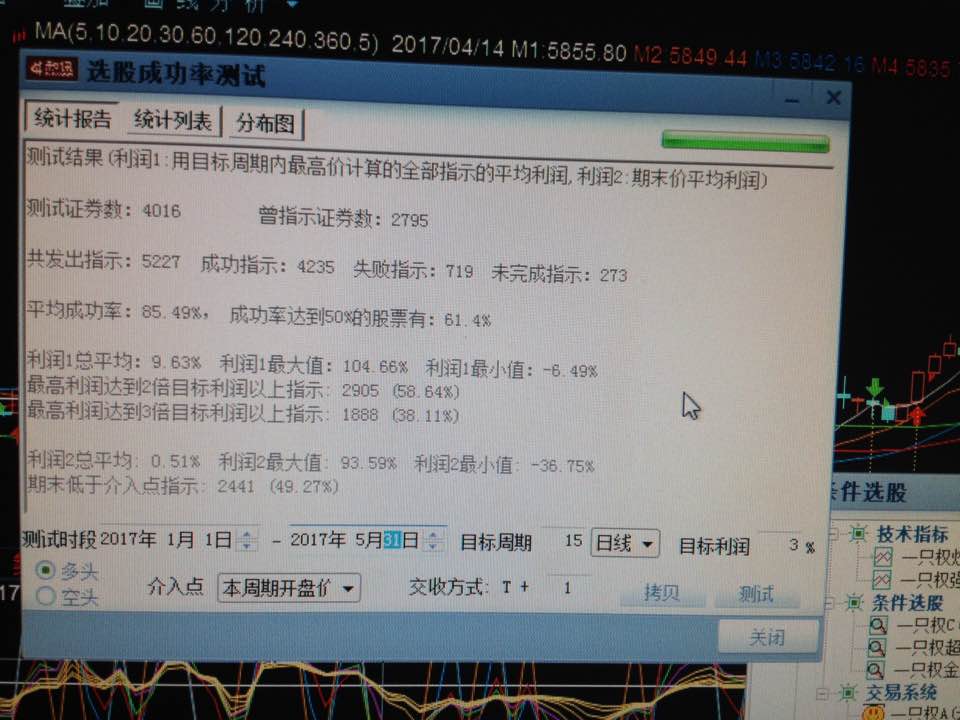 MA(5,10,20,30,60,120,240,360,5) 2017/04/14 M1:5855.80 M2:5849.44 M3:5842.16 M4:5835
选股成功率测试
统计报告 统计列表 分布图
测试结果(利润1:用目标周期内最高价计算的全部指示的平均利润,利润2:期末价平均利润)
测试证券数: 4016 曾指示证券数: 2795
共发出指示: 5227 成功指示: 4235 失败指示: 719 未完成指示: 273
平均成功率: 85.49%, 成功率达到50%的股票有: 61.4%
利润1总平均: 9.63% 利润1最大值: 104.66% 利润1最小值: -6.49%
最高利润达到2倍目标利润以上指示: 2905 (58.64%)
最高利润达到3倍目标利润以上指示: 1888 (38.11%)
利润2总平均: 0.51% 利润2最大值: 93.59% 利润2最小值: -36.75%
期末低于介入点指示: 2441 (49.27%)
测试时段 2017年 1月 1日 - 2017年 5月31日 目标周期 15 日线 目标利润 3 %
多头
空头
介入点 本周期开盘价 交收方式: T + 1 拷贝 测试
关闭
条件选股
技术指标
一只权
一只权强
条件选股
一只权C
一只权超
一只权金
交易系统
一只权A